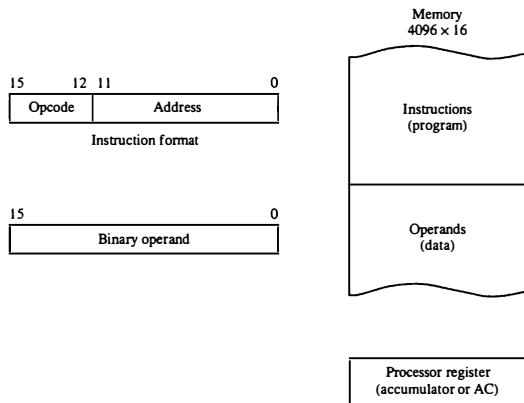 Memory
4096 × 16
15 12 11 0
Opcode Address
Instruction format
Instructions
(program)
15 0
Binary operand
Operands
(data)
Processor register
(accumulator or AC)